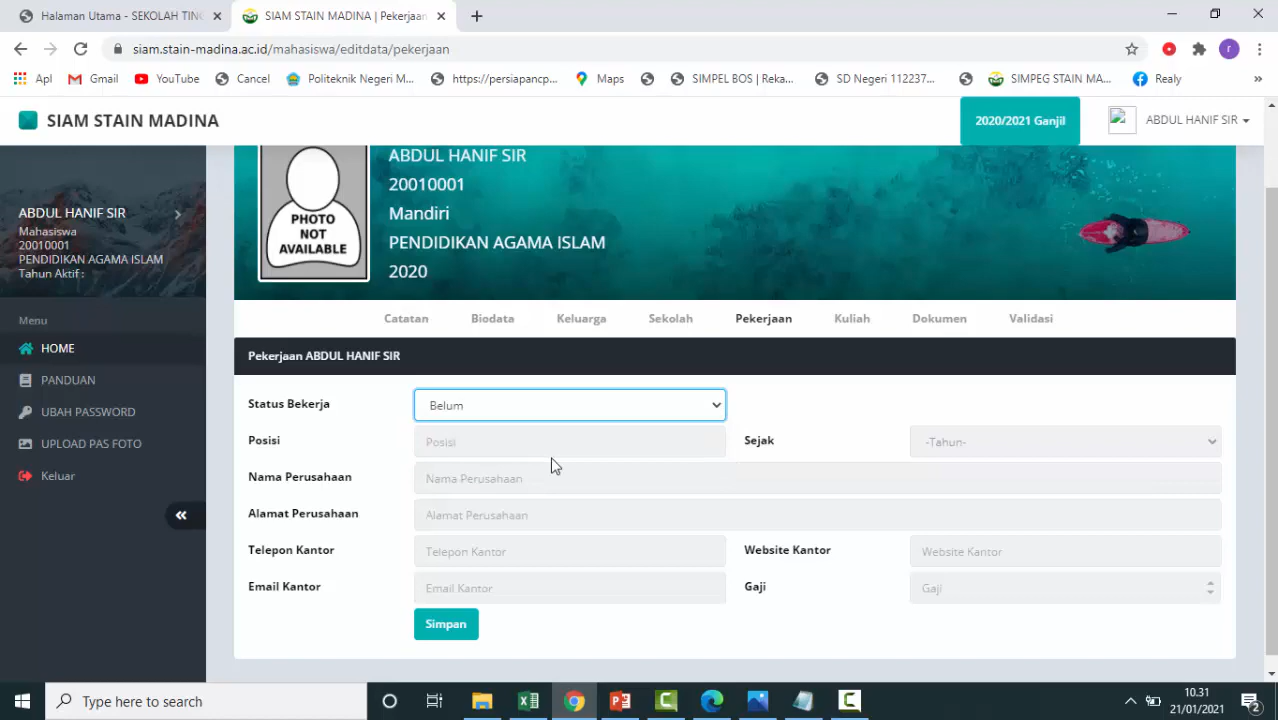 Halaman Utama - SEKOLAH TING
SIAM STAIN MADINA | Pekerjaan
siam.stain-madina.ac.id/mahasiswa/editdata/pekerjaan
r
Apl
Gmail
YouTube
Cancel
Politeknik Negeri M...
https://persiapancp...
Maps
SIMPEL BOS | Reka...
SD Negeri 112237...
SIMPEG STAIN MA...
Realy
»
SIAM STAIN MADINA
2020/2021 Ganjil
ABDUL HANIF SIR
ABDUL HANIF SIR
Mahasiswa
20010001
PENDIDIKAN AGAMA ISLAM
Tahun Aktif :
Menu
HOME
PANDUAN
UBAH PASSWORD
UPLOAD PAS FOTO
Keluar
PHOTO
NOT
AVAILABLE
ABDUL HANIF SIR
20010001
Mandiri
PENDIDIKAN AGAMA ISLAM
2020
Catatan
Biodata
Keluarga
Sekolah
Pekerjaan
Kuliah
Dokumen
Validasi
Pekerjaan ABDUL HANIF SIR
Status Bekerja
Belum
Posisi
Posisi
Sejak
-Tahun-
Nama Perusahaan
Nama Perusahaan
Alamat Perusahaan
Alamat Perusahaan
Telepon Kantor
Telepon Kantor
Website Kantor
Website Kantor
Email Kantor
Email Kantor
Gaji
Gaji
Simpan
Type here to search
10.31
21/01/2021
2